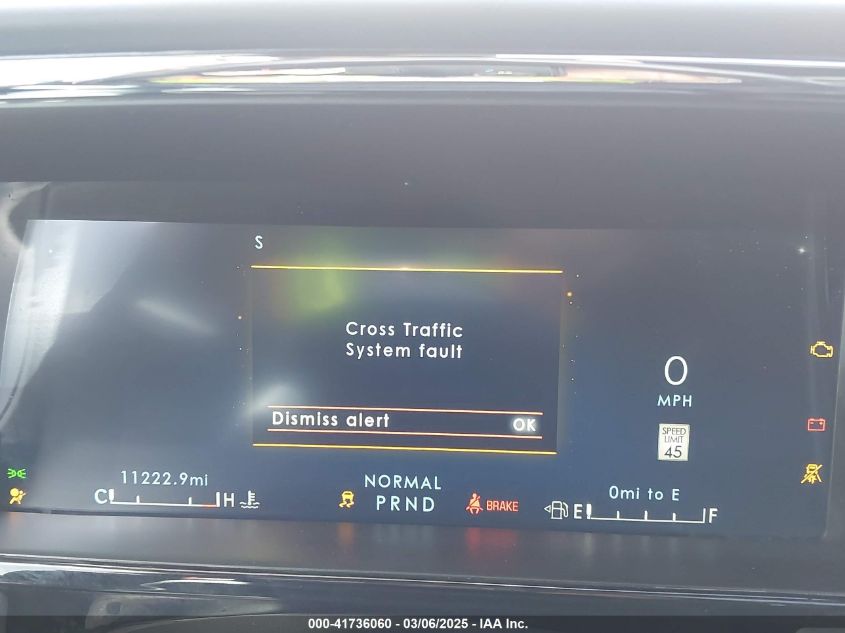 S
Cross Traffic
System fault
Dismiss alert OK
0
MPH
SPEED
LIMIT
45
11222.9mi
C H
NORMAL
PRND
BRAKE
0mi to E
E F
000-41736060 - 03/06/2025 - IAA Inc.